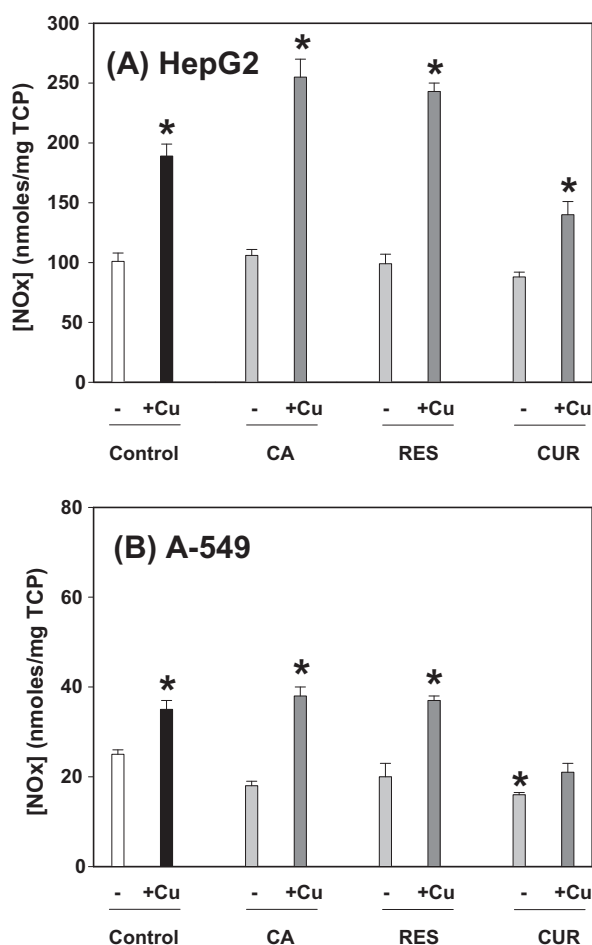 300
(A) HepG2
250
200
150
100
50
0
[NOx] (nmoles/mg TCP)
* * * *
- +Cu - +Cu - +Cu - +Cu
Control CA RES CUR
80
(B) A-549
60
40
20
0
[NOx] (nmoles/mg TCP)
* * * *
- +Cu - +Cu - +Cu - +Cu
Control CA RES CUR